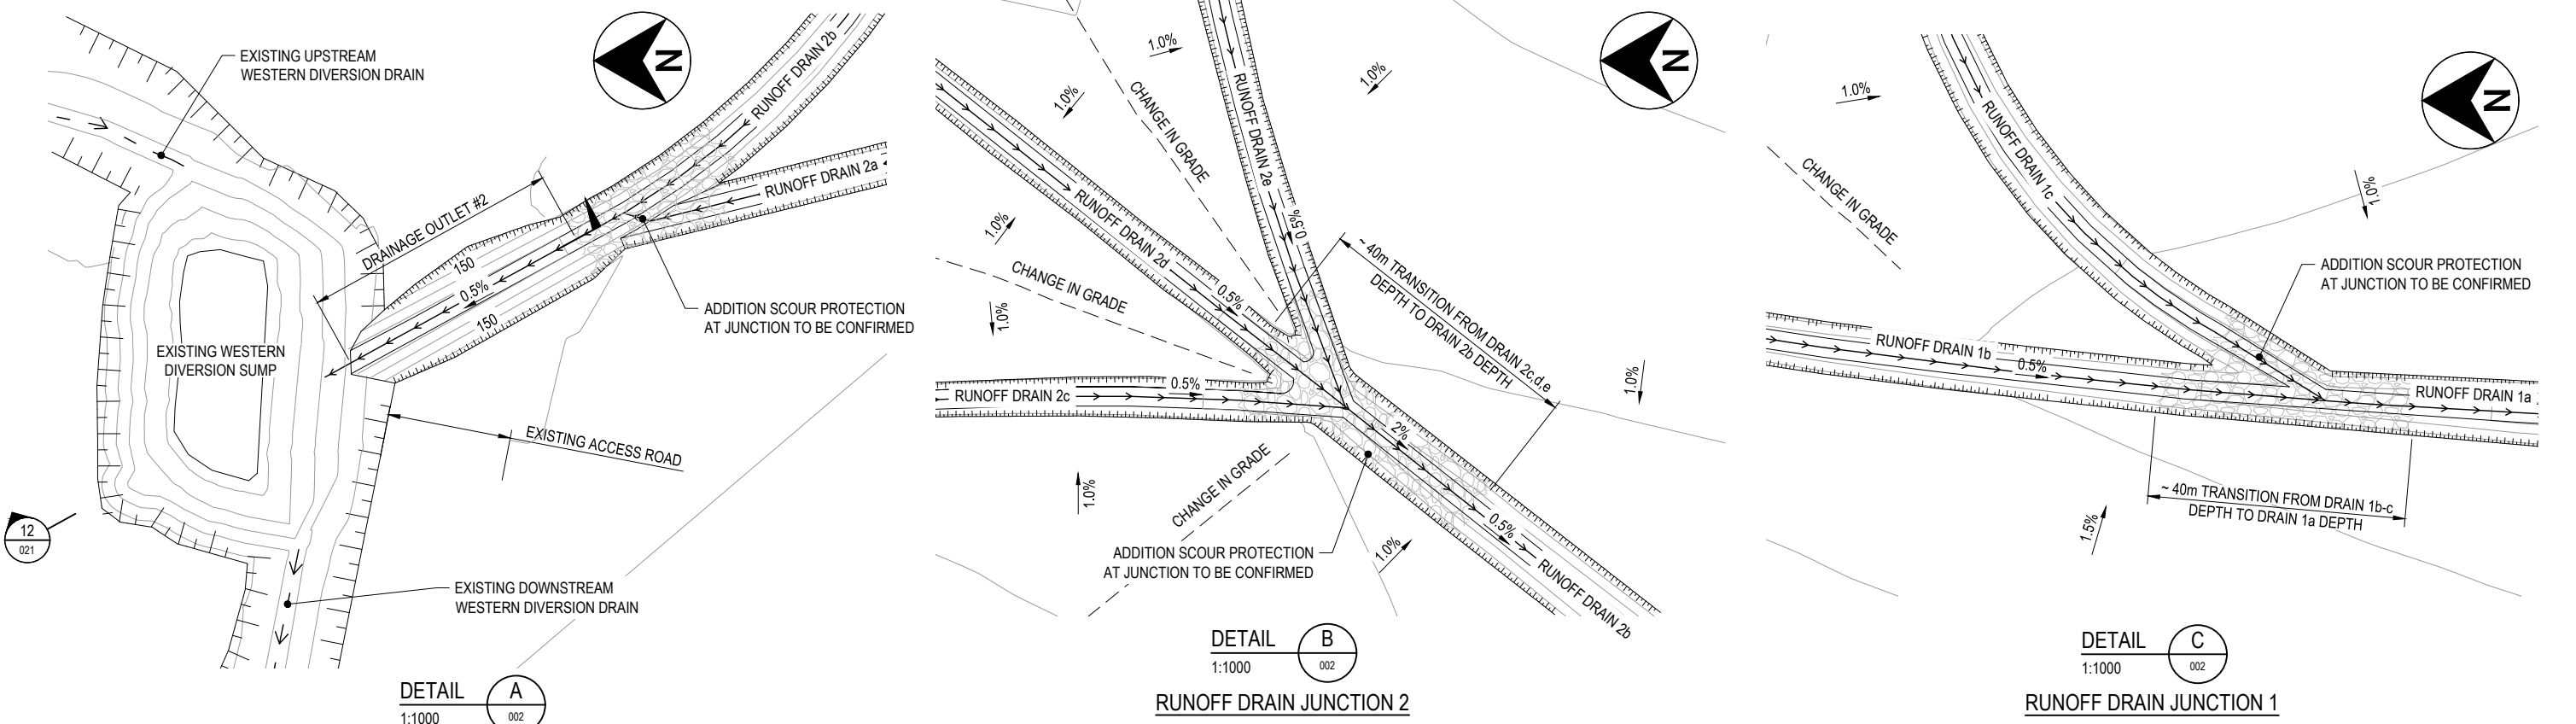 EXISTING UPSTREAM
WESTERN DIVERSION DRAIN
N
RUNOFF DRAIN 2b
RUNOFF DRAIN 2a
DRAINAGE OUTLET #2
150
0.5%
150
ADDITION SCOUR PROTECTION
AT JUNCTION TO BE CONFIRMED
EXISTING WESTERN
DIVERSION SUMP
EXISTING ACCESS ROAD
12
021
EXISTING DOWNSTREAM
WESTERN DIVERSION DRAIN
DETAIL
A
1:1000
002
1.0%
1.0%
1.0%
N
CHANGE IN GRADE
RUNOFF DRAIN 2e
0.5%
RUNOFF DRAIN 2d
0.5%
1.0%
CHANGE IN GRADE
1.0%
~ 40m TRANSITION FROM DRAIN 2c,d,e
DEPTH TO DRAIN 2b DEPTH
RUNOFF DRAIN 2c
0.5%
1.0%
2%
CHANGE IN GRADE
1.0%
0.5%
1.0%
RUNOFF DRAIN 2b
ADDITION SCOUR PROTECTION
AT JUNCTION TO BE CONFIRMED
DETAIL
B
1:1000
002
RUNOFF DRAIN JUNCTION 2
1.0%
N
RUNOFF DRAIN 1c
CHANGE IN GRADE
1.0%
ADDITION SCOUR PROTECTION
AT JUNCTION TO BE CONFIRMED
RUNOFF DRAIN 1b
0.5%
RUNOFF DRAIN 1a
~ 40m TRANSITION FROM DRAIN 1b-c
DEPTH TO DRAIN 1a DEPTH
1.5%
DETAIL
C
1:1000
002
RUNOFF DRAIN JUNCTION 1